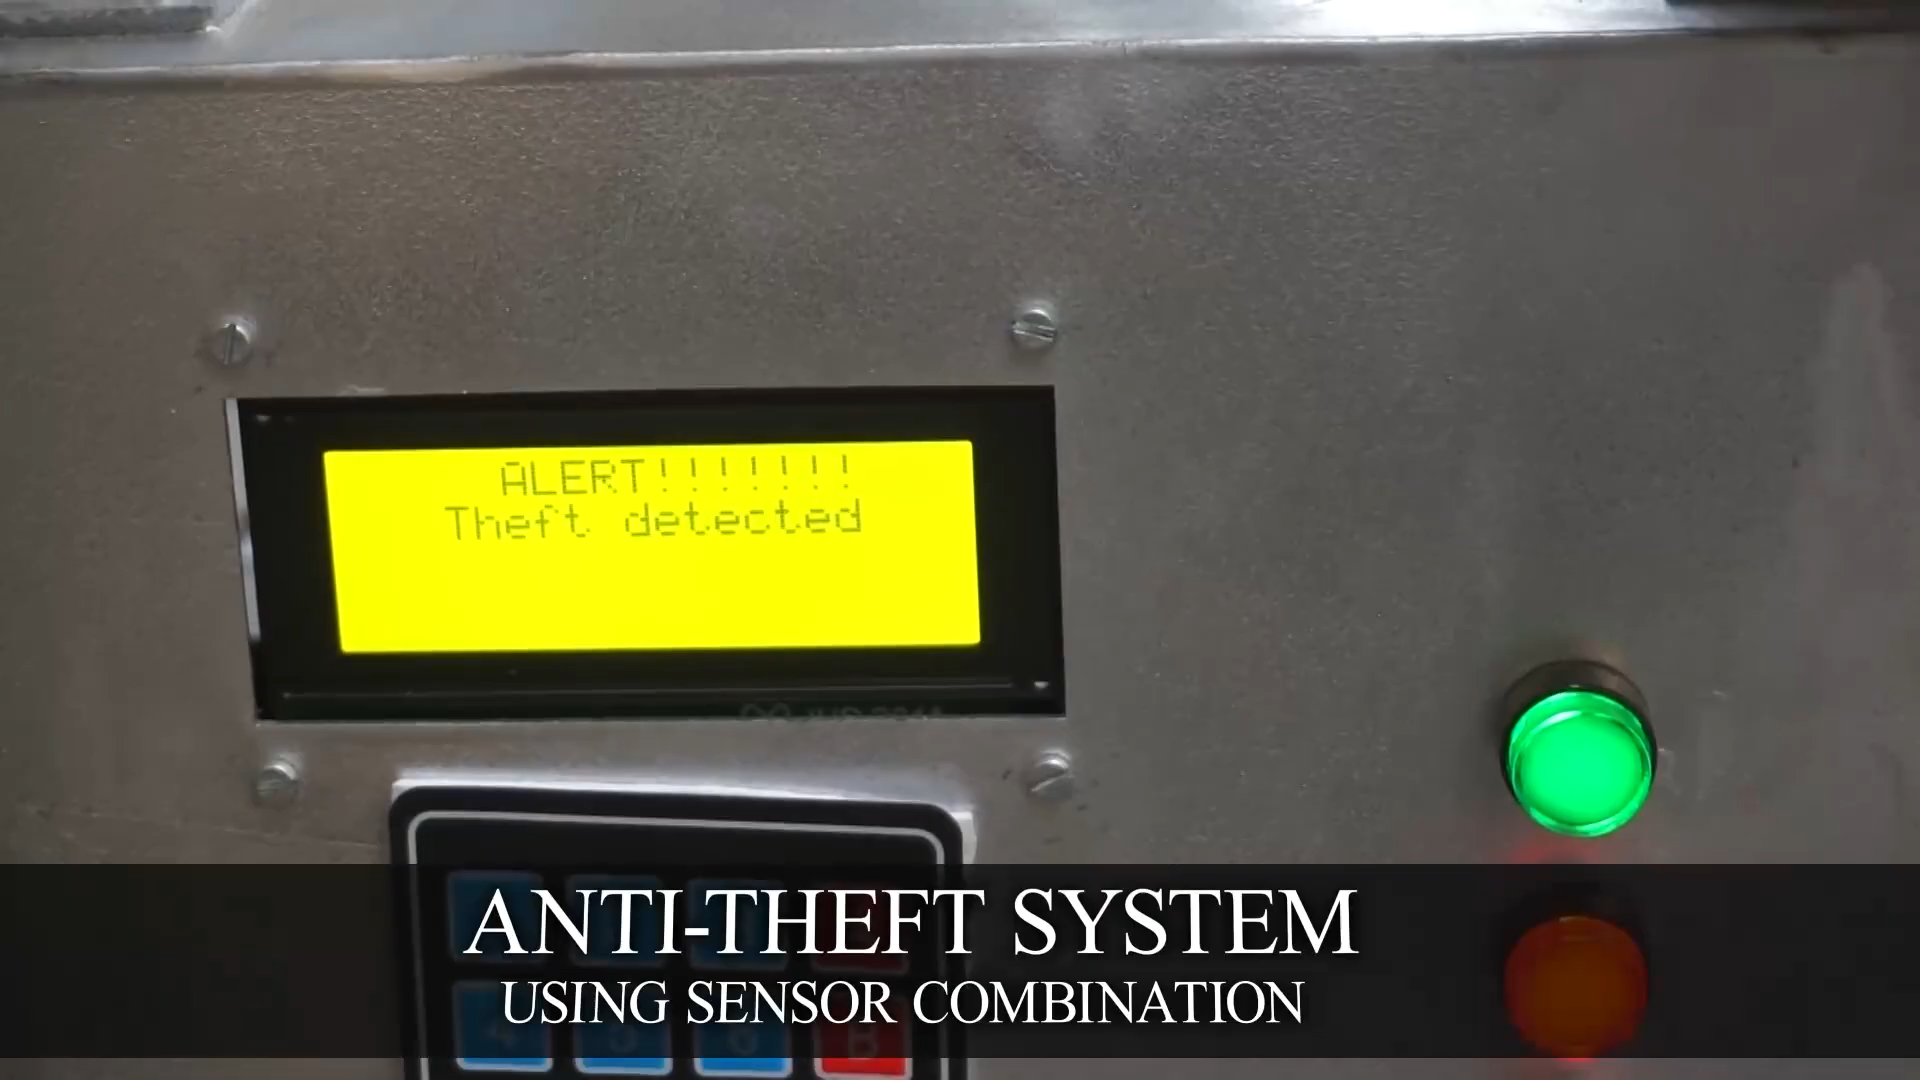 ALERT!!!!!!!
Theft detected
ANTI-THEFT SYSTEM
USING SENSOR COMBINATION